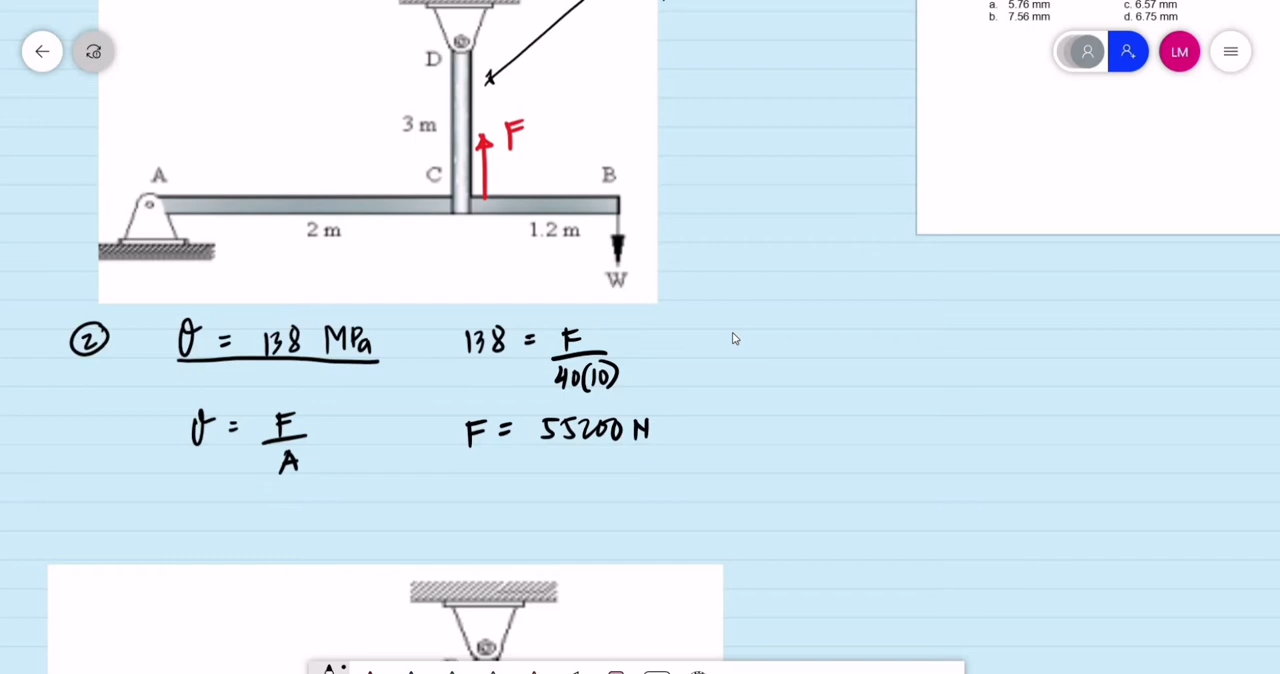 a. 5.76 mm c. 6.57 mm
b. 7.56 mm d. 6.75 mm
LM
D
3 m
F
A
C
B
2 m
1.2 m
W
② σ = 138 MPa 138 = F / 40(10)
σ = F / A F = 55200 N